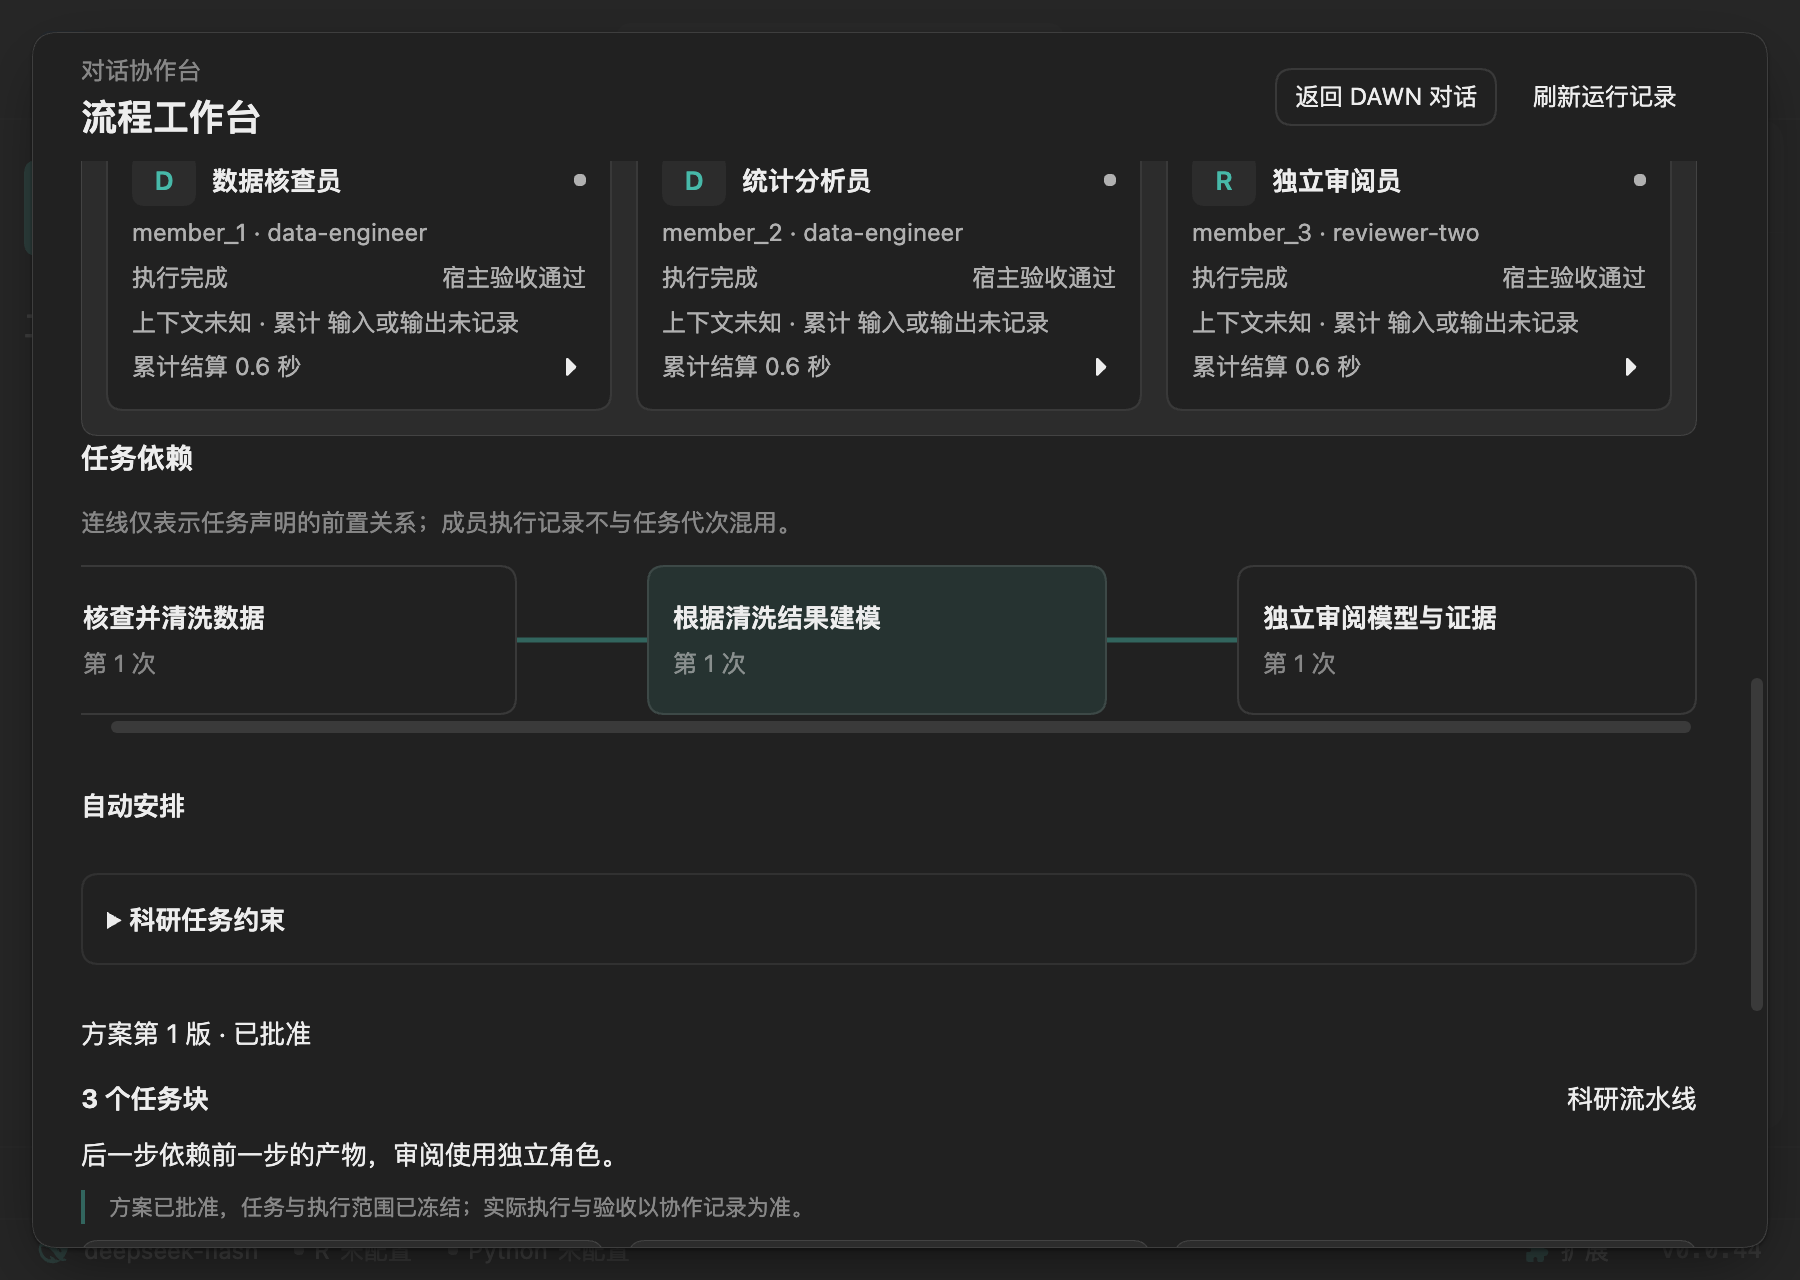 对话协作台
流程工作台
返回 DAWN 对话
刷新运行记录
D 数据核查员
member_1 · data-engineer
执行完成 宿主验收通过
上下文未知 · 累计 输入或输出未记录
累计结算 0.6 秒
D 统计分析员
member_2 · data-engineer
执行完成 宿主验收通过
上下文未知 · 累计 输入或输出未记录
累计结算 0.6 秒
R 独立审阅员
member_3 · reviewer-two
执行完成 宿主验收通过
上下文未知 · 累计 输入或输出未记录
累计结算 0.6 秒
任务依赖
连线仅表示任务声明的前置关系；成员执行记录不与任务代次混用。
核查并清洗数据
第 1 次
根据清洗结果建模
第 1 次
独立审阅模型与证据
第 1 次
自动安排
科研任务约束
方案第 1 版 · 已批准
3 个任务块 科研流水线
后一步依赖前一步的产物，审阅使用独立角色。
方案已批准，任务与执行范围已冻结；实际执行与验收以协作记录为准。
R 未配置 Python 未配置 扩展 v0.0.44